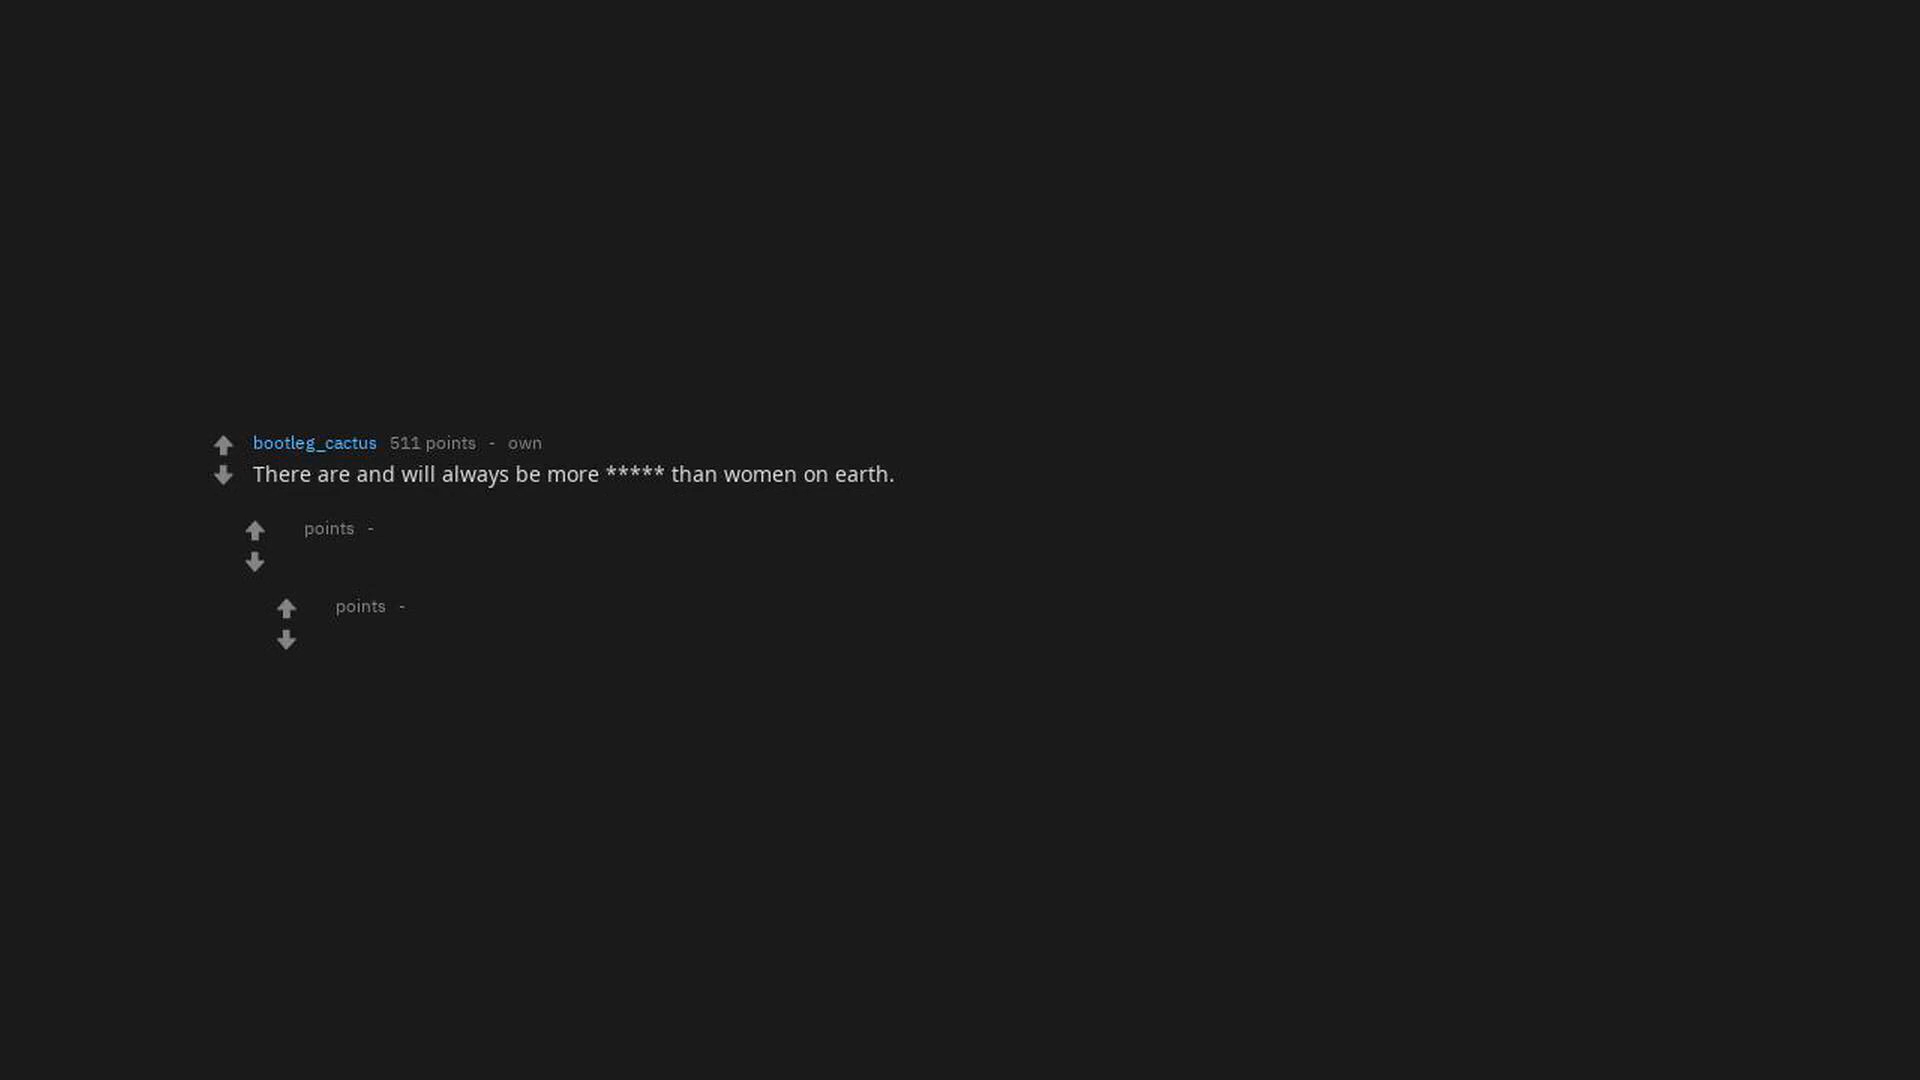 bootleg_cactus 511 points - own
There are and will always be more ***** than women on earth.
points -
points -